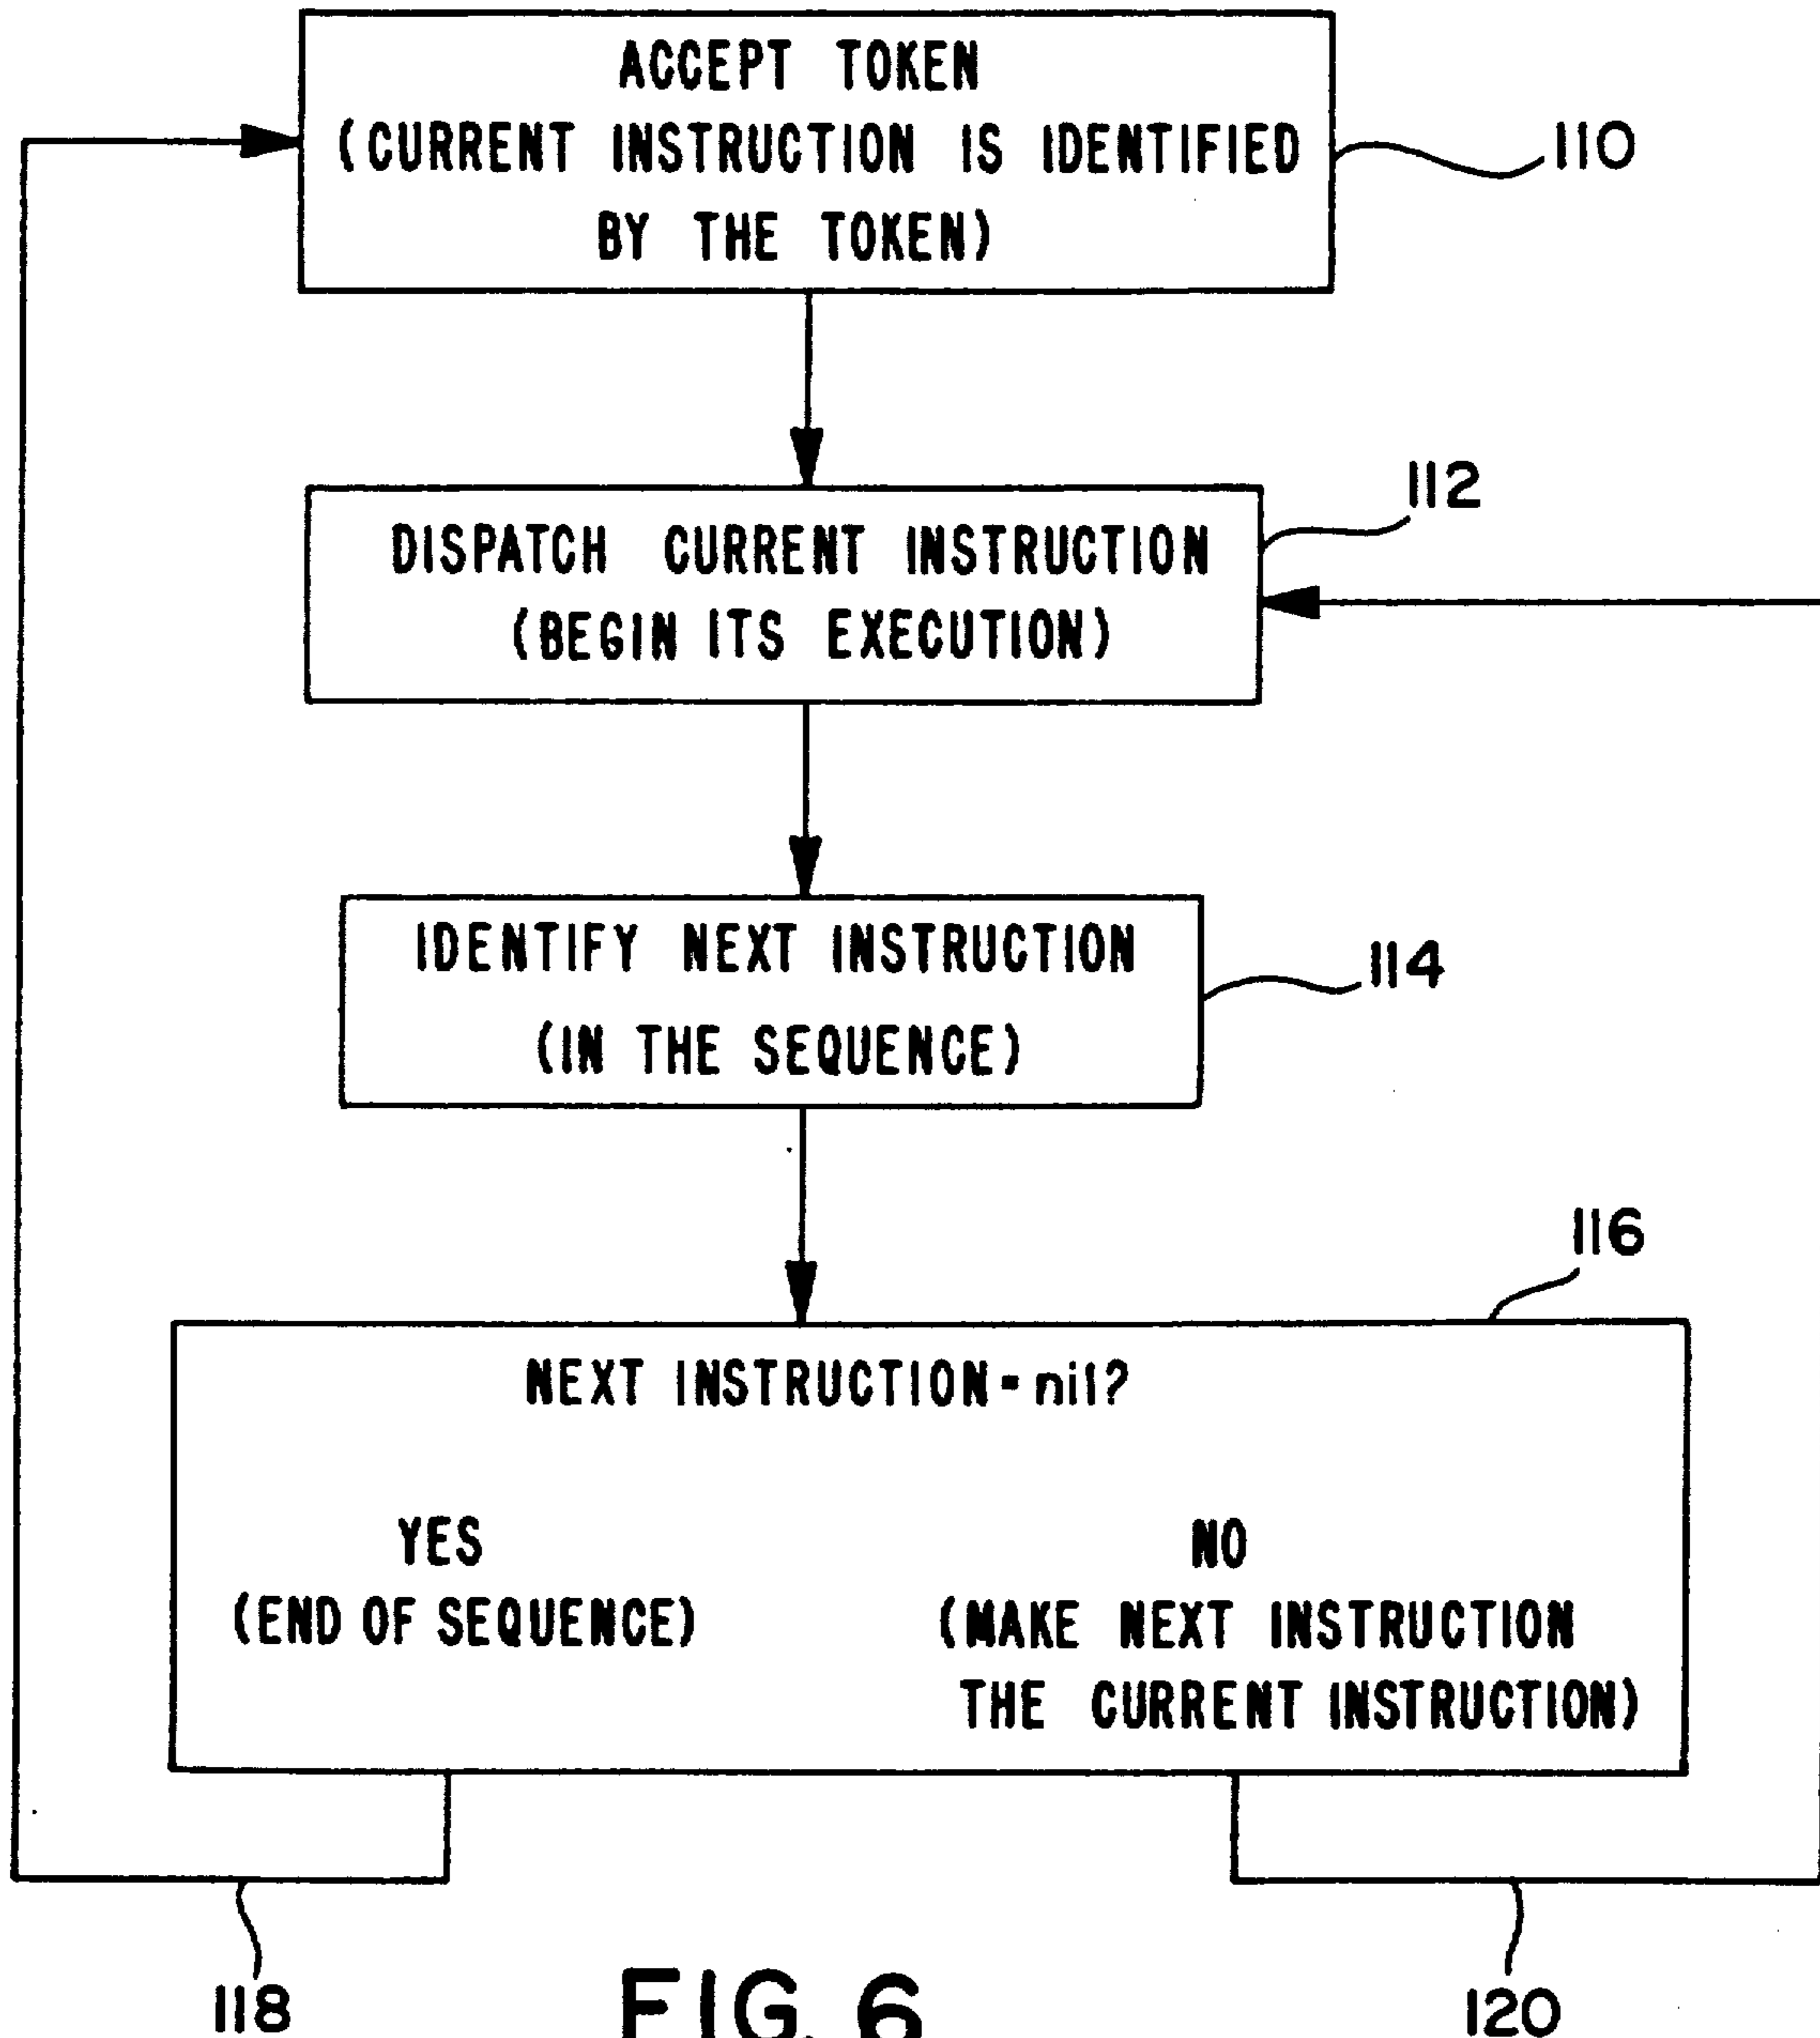 ACCEPT TOKEN
(CURRENT INSTRUCTION IS IDENTIFIED
BY THE TOKEN)
110
DISPATCH CURRENT INSTRUCTION
(BEGIN ITS EXECUTION)
112
IDENTIFY NEXT INSTRUCTION
(IN THE SEQUENCE)
114
116
NEXT INSTRUCTION = nil?
YES
(END OF SEQUENCE)
NO
(MAKE NEXT INSTRUCTION
THE CURRENT INSTRUCTION)
118
FIG. 6
120